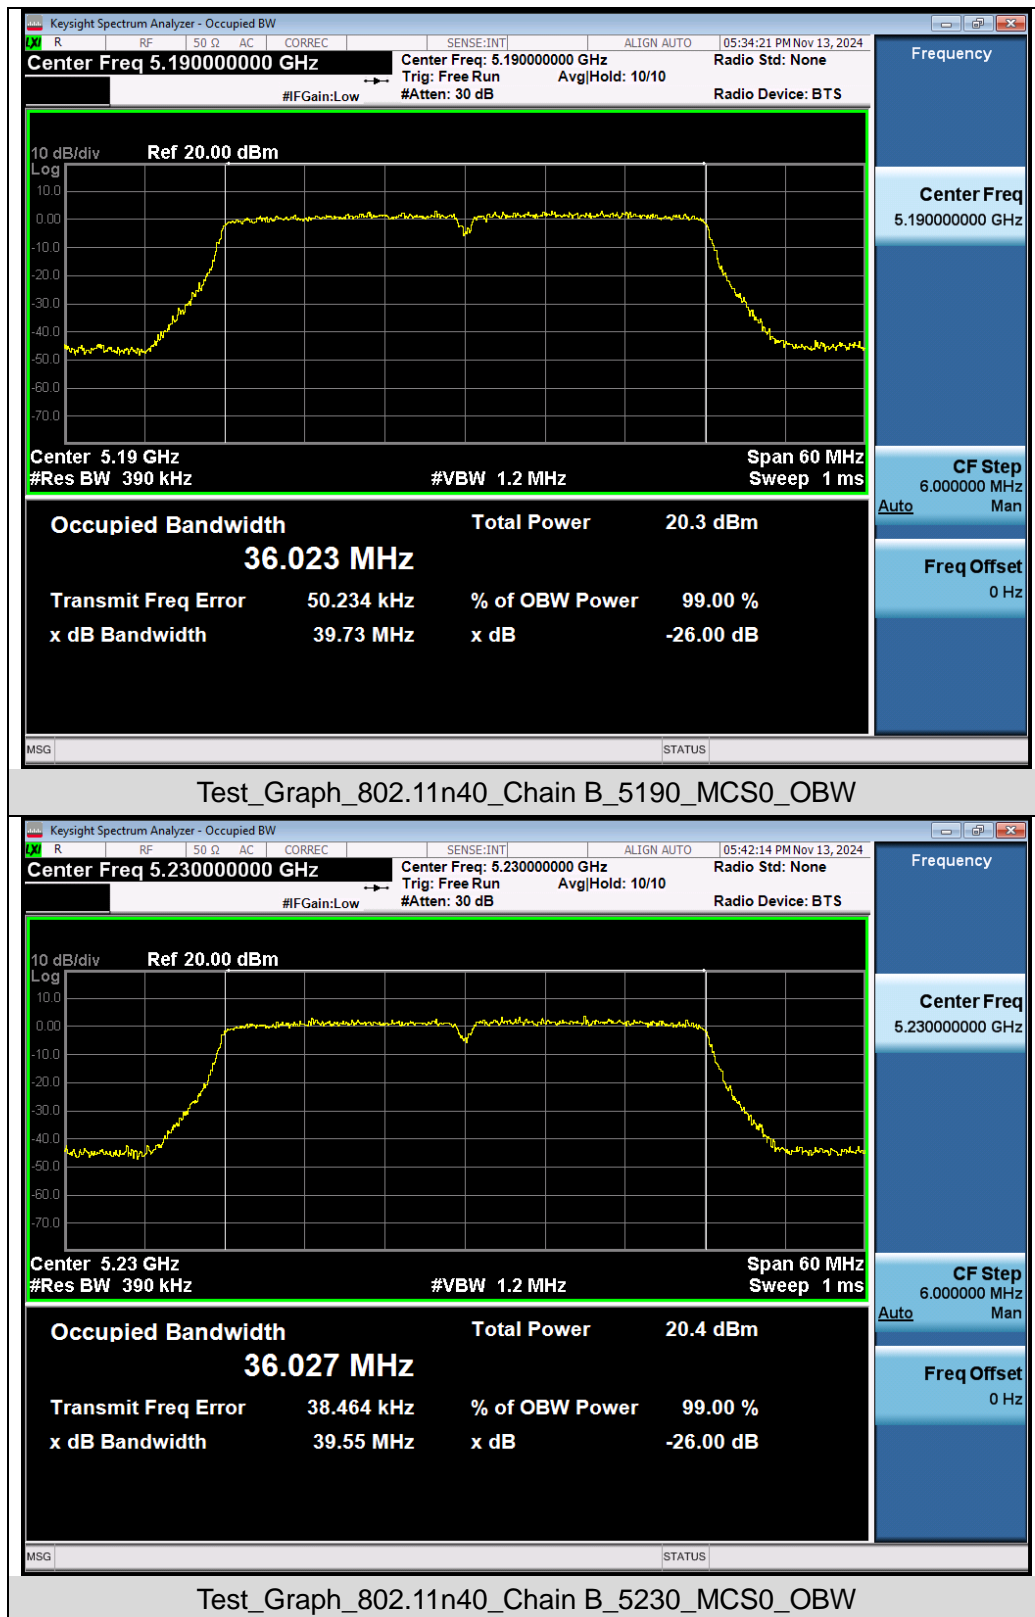 Keysight Spectrum Analyzer - Occupied BW
LXI R RF 50 Ω AC CORREC SENSE:INT ALIGN AUTO 05:34:21 PM Nov 13, 2024
Center Freq 5.190000000 GHz
Center Freq: 5.190000000 GHz Radio Std: None
Trig: Free Run Avg|Hold: 10/10
#IFGain:Low #Atten: 30 dB Radio Device: BTS
10 dB/div Ref 20.00 dBm
Log
10.0
0.00
-10.0
-20.0
-30.0
-40.0
-50.0
-60.0
-70.0
Center 5.19 GHz Span 60 MHz
#Res BW 390 kHz #VBW 1.2 MHz Sweep 1 ms
Occupied Bandwidth Total Power 20.3 dBm
36.023 MHz
Transmit Freq Error 50.234 kHz % of OBW Power 99.00 %
x dB Bandwidth 39.73 MHz x dB -26.00 dB
Frequency
Center Freq
5.190000000 GHz
CF Step
6.000000 MHz
Auto Man
Freq Offset
0 Hz
MSG STATUS
Test_Graph_802.11n40_Chain B_5190_MCS0_OBW
Keysight Spectrum Analyzer - Occupied BW
LXI R RF 50 Ω AC CORREC SENSE:INT ALIGN AUTO 05:42:14 PM Nov 13, 2024
Center Freq 5.230000000 GHz
Center Freq: 5.230000000 GHz Radio Std: None
Trig: Free Run Avg|Hold: 10/10
#IFGain:Low #Atten: 30 dB Radio Device: BTS
10 dB/div Ref 20.00 dBm
Log
10.0
0.00
-10.0
-20.0
-30.0
-40.0
-50.0
-60.0
-70.0
Center 5.23 GHz Span 60 MHz
#Res BW 390 kHz #VBW 1.2 MHz Sweep 1 ms
Occupied Bandwidth Total Power 20.4 dBm
36.027 MHz
Transmit Freq Error 38.464 kHz % of OBW Power 99.00 %
x dB Bandwidth 39.55 MHz x dB -26.00 dB
Frequency
Center Freq
5.230000000 GHz
CF Step
6.000000 MHz
Auto Man
Freq Offset
0 Hz
MSG STATUS
Test_Graph_802.11n40_Chain B_5230_MCS0_OBW